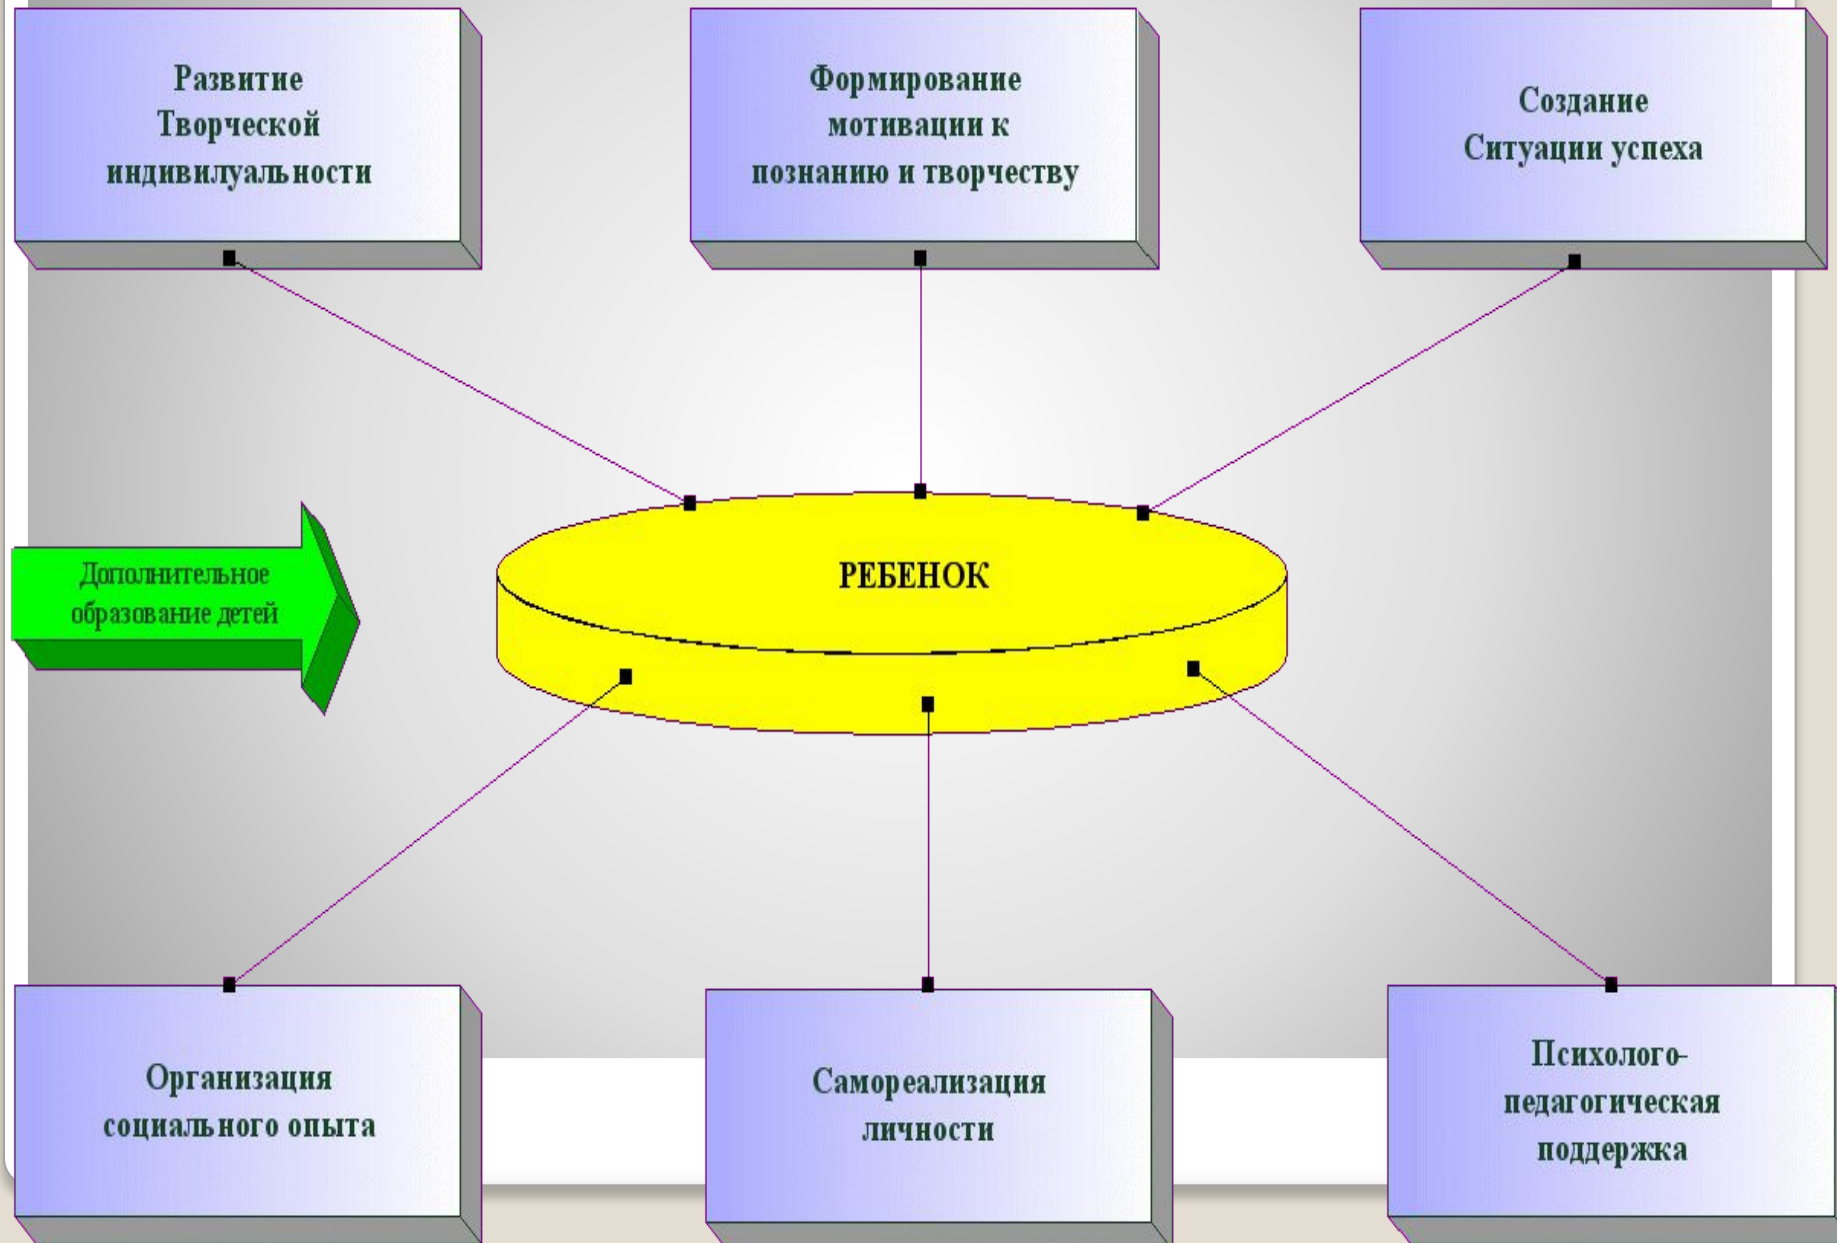 Развитие
Творческой
индивилуальности
Формирование
мотивации к
познанию и творчеству
Создание
Ситуации успеха
РЕБЕНОК
Дополнительное
образование детей
Организация
социального опыта
Самореализация
личности
Психолого-
педагогическая
поддержка